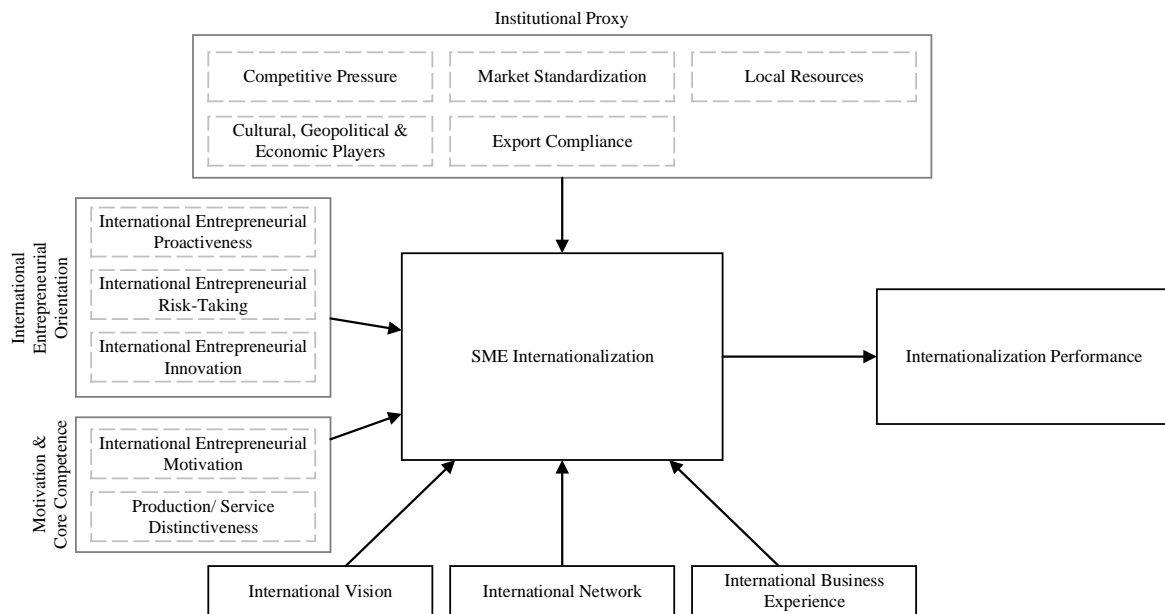 Institutional Proxy
Competitive Pressure
Market Standardization
Local Resources
Cultural, Geopolitical &
Economic Players
Export Compliance
International
Entrepreneurial
Orientation
International Entrepreneurial
Proactiveness
International Entrepreneurial
Risk-Taking
International Entrepreneurial
Innovation
SME Internationalization
Internationalization Performance
Motivation &
Core Competence
International Entrepreneurial
Motivation
Production/ Service
Distinctiveness
International Vision
International Network
International Business
Experience